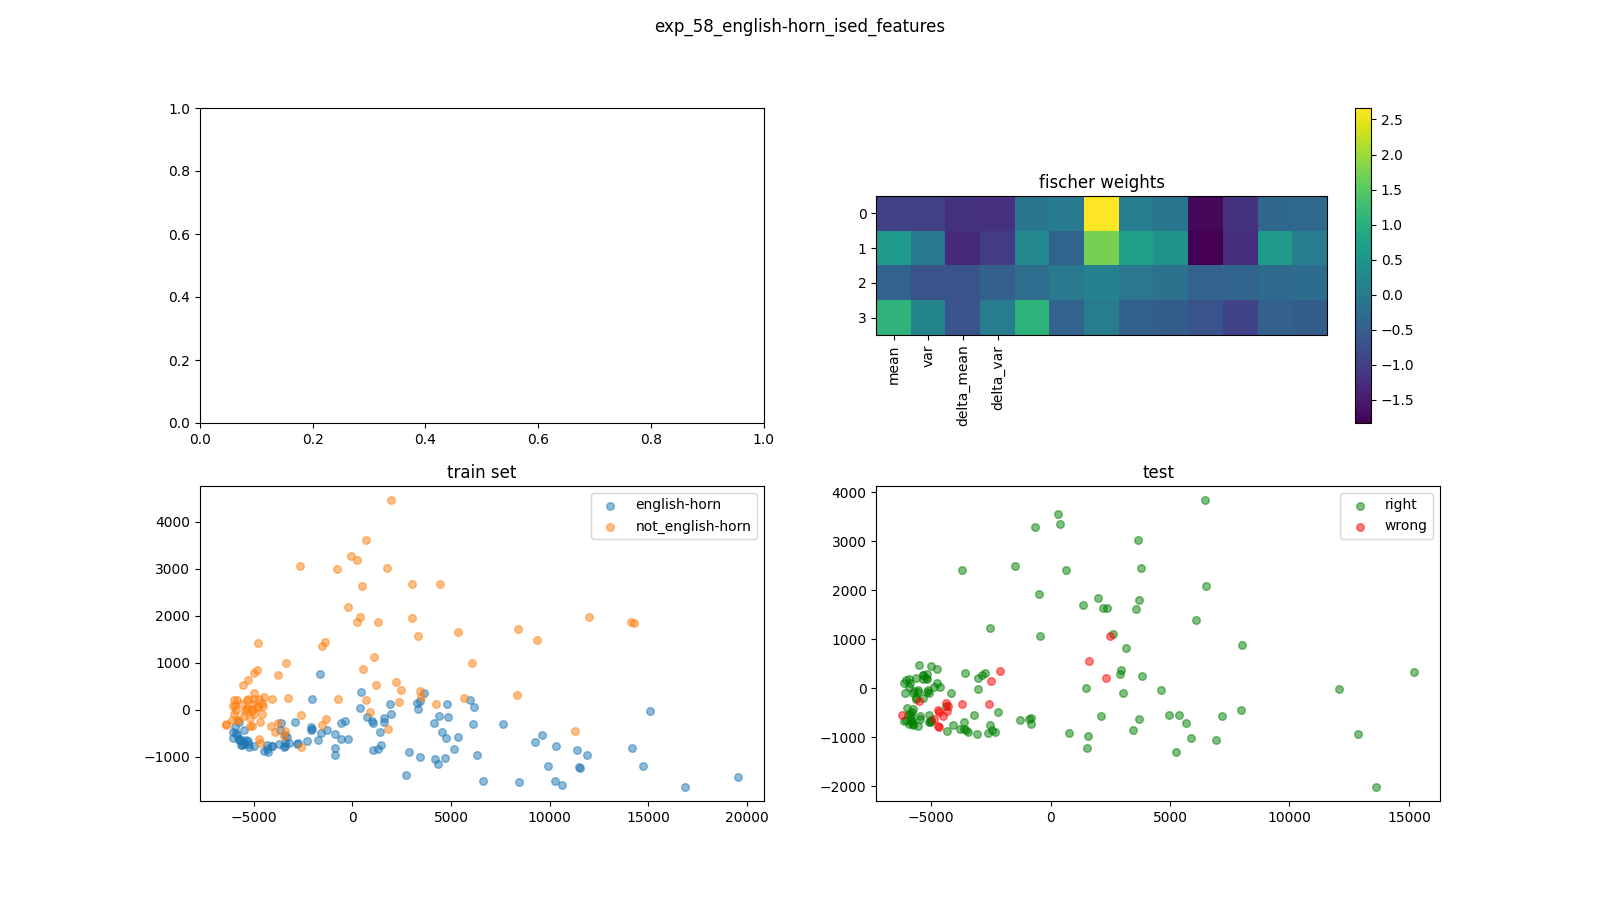 exp_58_english-horn_ised_features
1.0
0.8
0.6
0.4
0.2
0.0
0.0 0.2 0.4 0.6 0.8 1.0
fischer weights
0
1
2
3
mean var delta_mean delta_var
2.5
2.0
1.5
1.0
0.5
0.0
−0.5
−1.0
−1.5
train set
english-horn
not_english-horn
4000
3000
2000
1000
0
−1000
−5000 0 5000 10000 15000 20000
test
right
wrong
4000
3000
2000
1000
0
−1000
−2000
−5000 0 5000 10000 15000